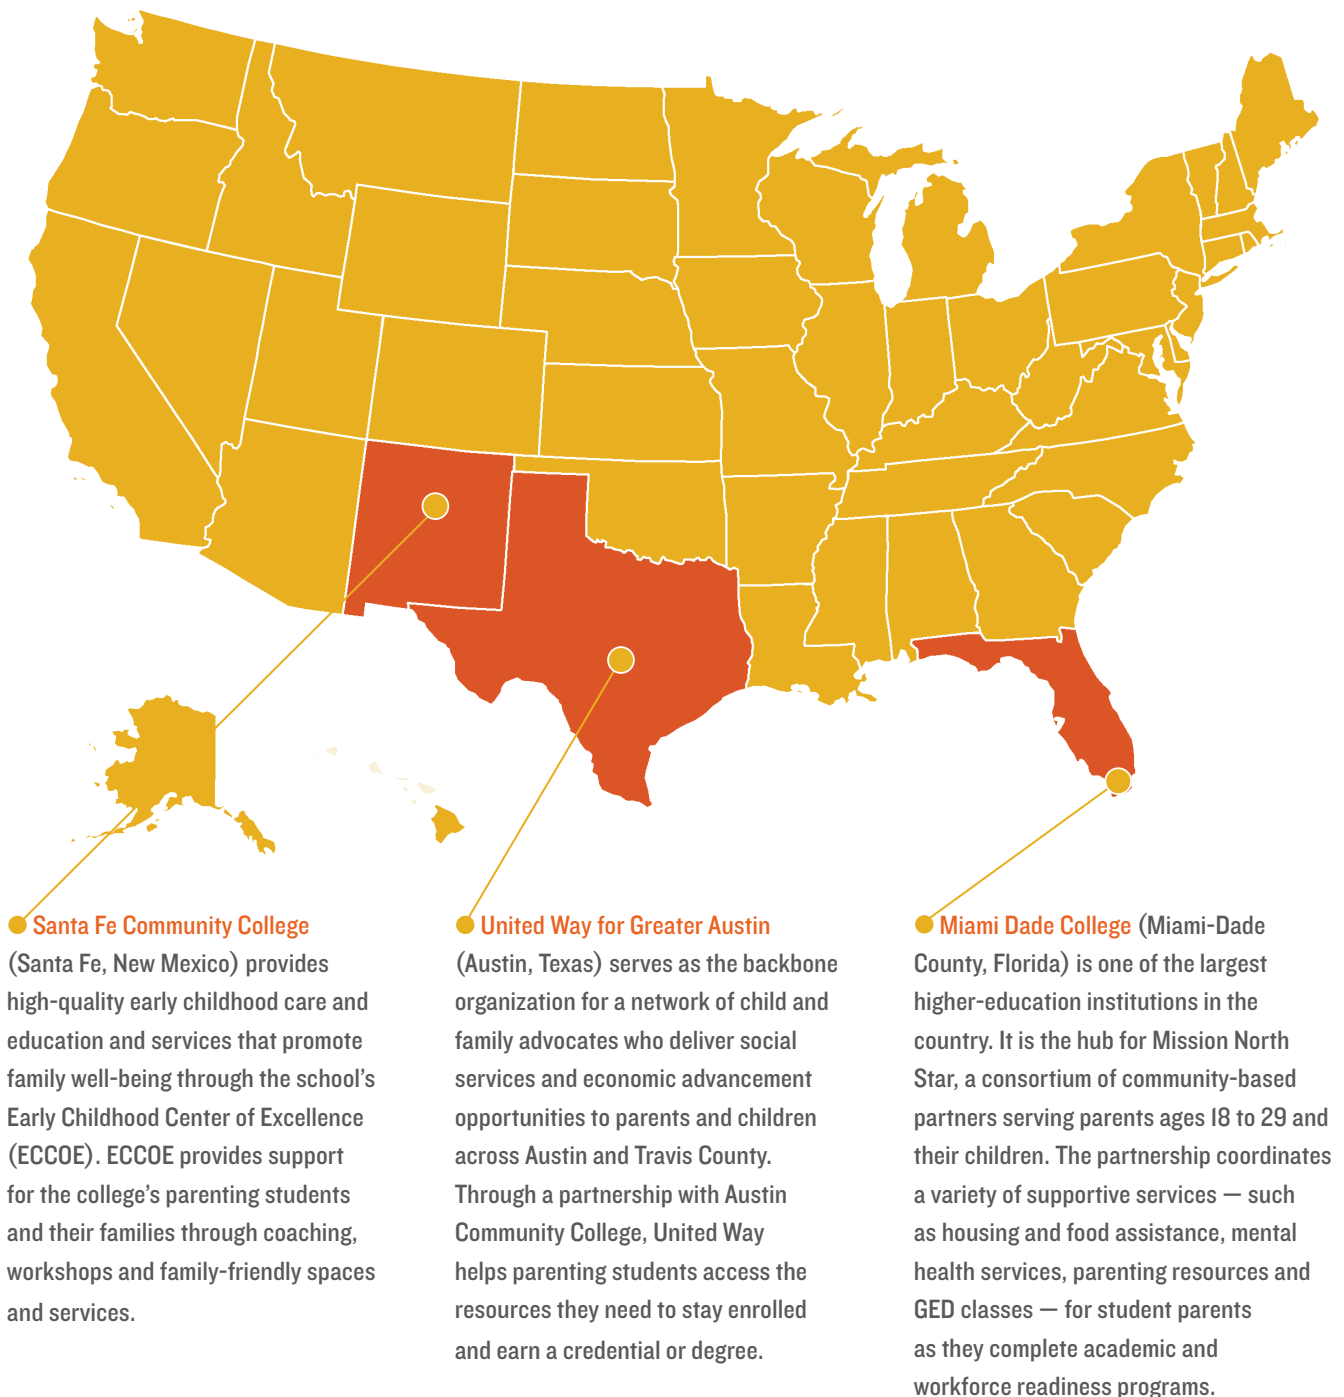 Santa Fe Community College
(Santa Fe, New Mexico) provides
high-quality early childhood care and
education and services that promote
family well-being through the school’s
Early Childhood Center of Excellence
(ECCOE). ECCOE provides support
for the college’s parenting students
and their families through coaching,
workshops and family-friendly spaces
and services.
United Way for Greater Austin
(Austin, Texas) serves as the backbone
organization for a network of child and
family advocates who deliver social
services and economic advancement
opportunities to parents and children
across Austin and Travis County.
Through a partnership with Austin
Community College, United Way
helps parenting students access the
resources they need to stay enrolled
and earn a credential or degree.
Miami Dade College (Miami-Dade
County, Florida) is one of the largest
higher-education institutions in the
country. It is the hub for Mission North
Star, a consortium of community-based
partners serving parents ages 18 to 29 and
their children. The partnership coordinates
a variety of supportive services — such
as housing and food assistance, mental
health services, parenting resources and
GED classes — for student parents
as they complete academic and
workforce readiness programs.